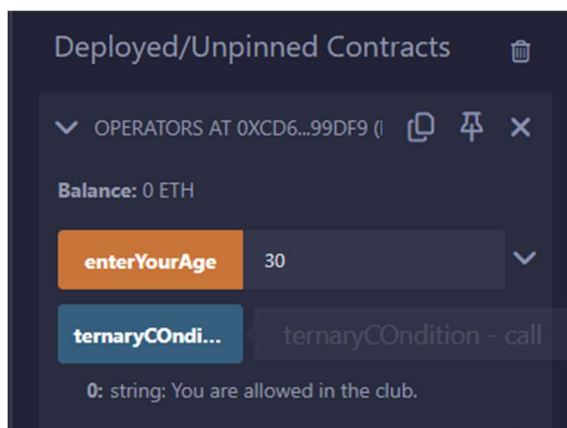 Deployed/Unpinned Contracts
OPERATORS AT 0XCD6...99DF9 (
Balance: 0 ETH
enterYourAge 30
ternaryCOndi... ternaryCOndition - call
0: string: You are allowed in the club.